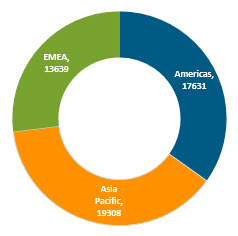 EMEA,
13639
Americas,
17631
Asia
Pacific,
19308